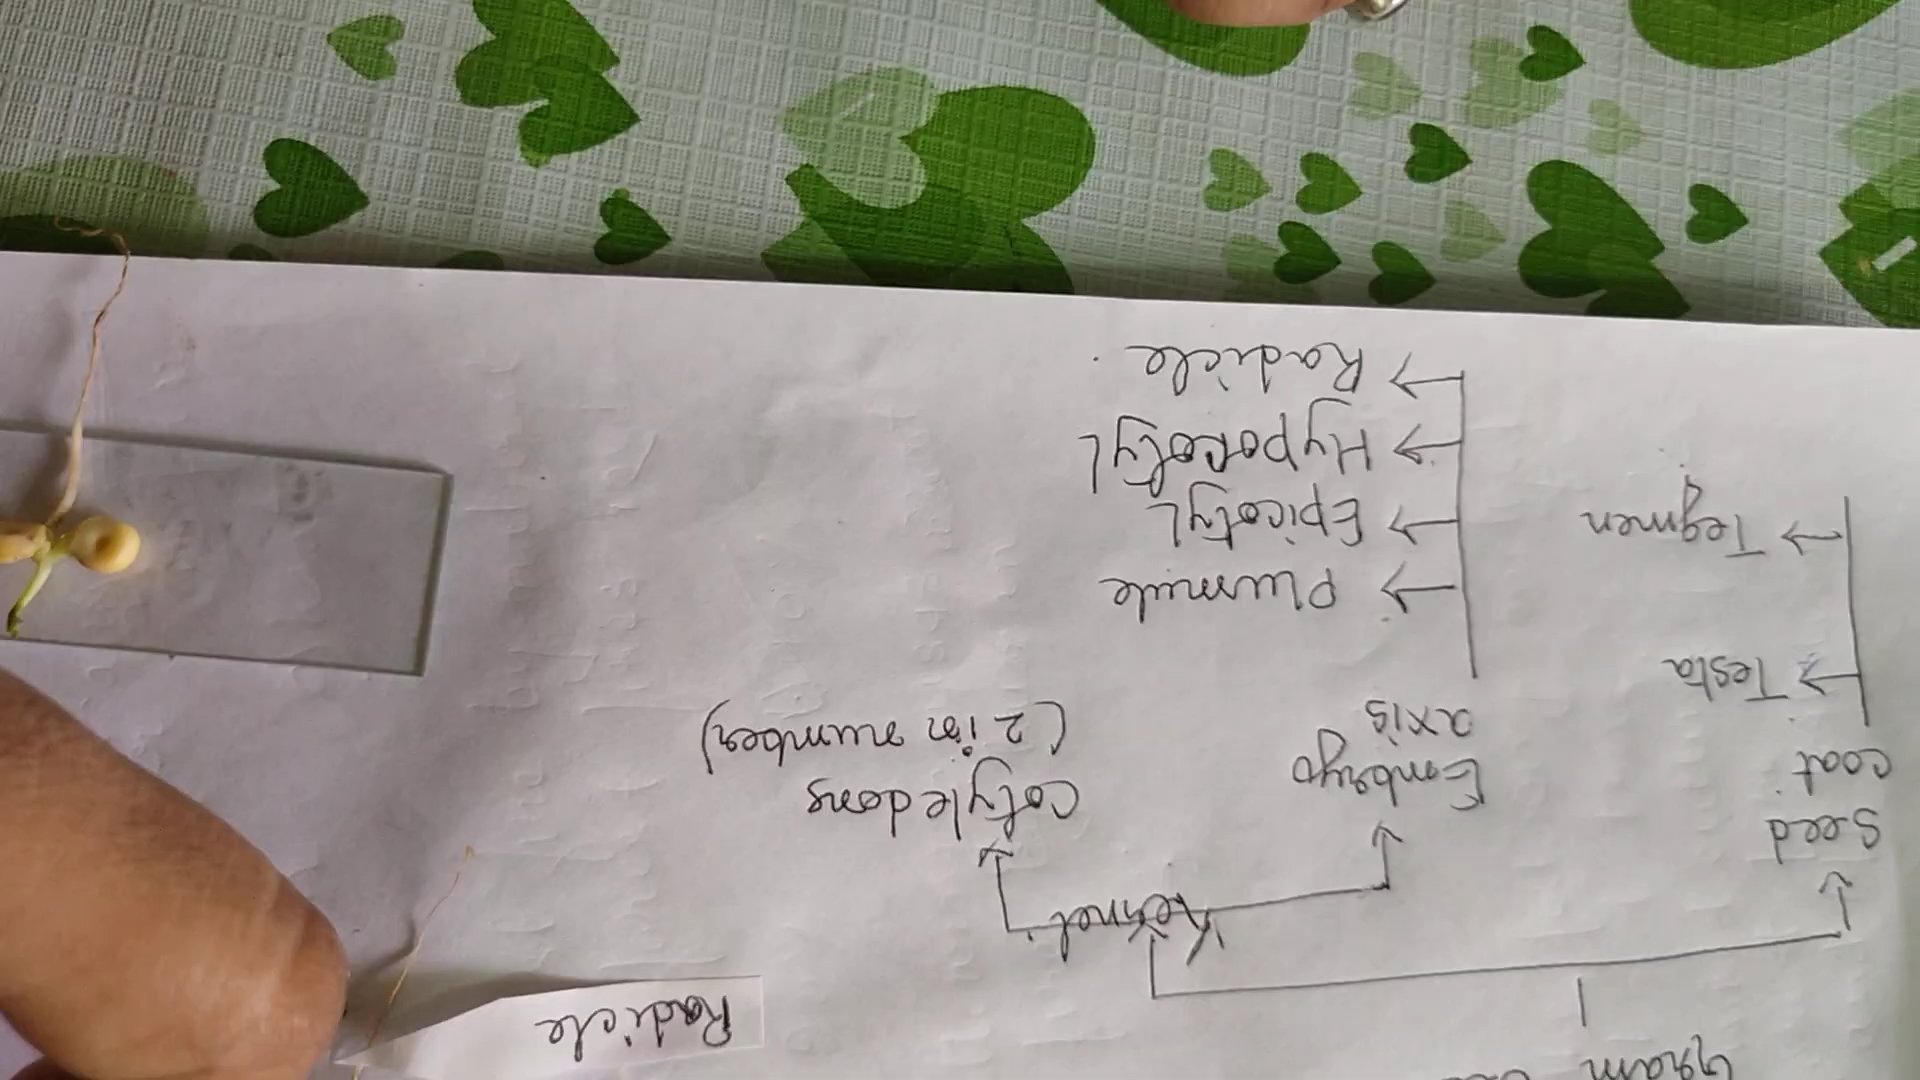 Gram
Seed
coat
Testa
Tegmen
Kernel
Embryo
axis
Plumule
Epicotyl
Hypocotyl
Radicle
Cotyledons
(2 in number)
Radicle